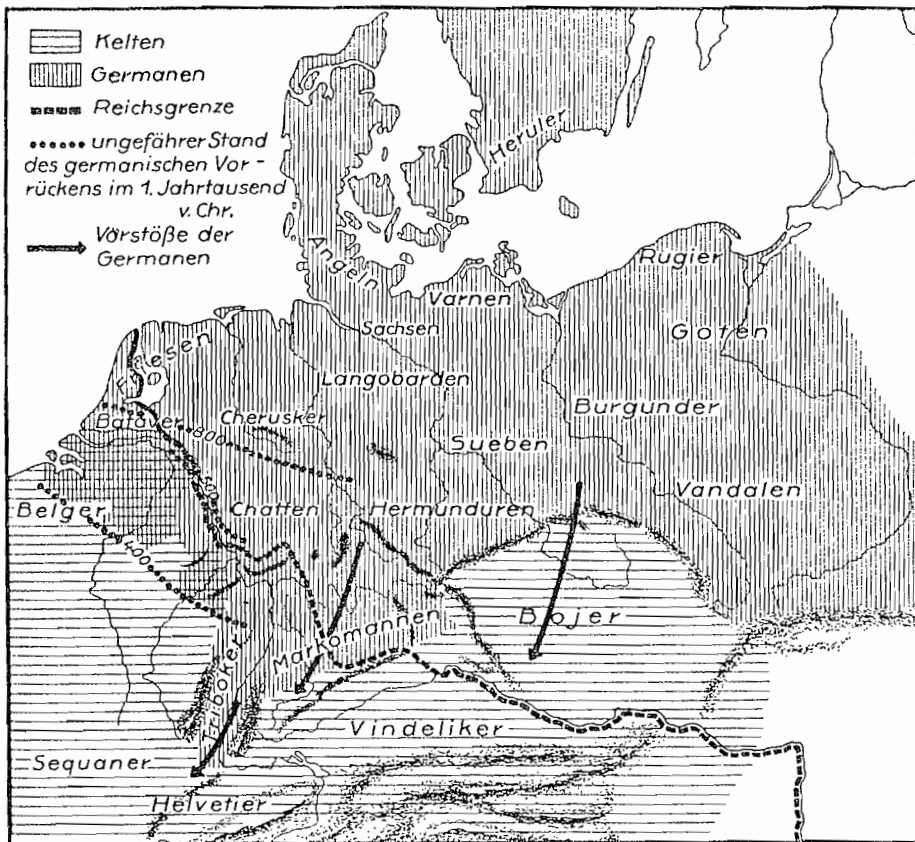 Kelten
Germanen
Reichsgrenze
ungefährer Stand
des germanischen Vor-
rückens im 1. Jahrtausend
v. Chr.
Vorstöße der
Germanen
Heruler
Angeln
Rugier
Varnen
Sachsen
Goten
Friesen
Langobarden
Cherusker
Burgunder
Bataver
800
Sueben
500
Vandalen
Belger
Chatten
Hermunduren
400
Bojer
Markomannen
Triboker
Vindeliker
Sequaner
Helvetier